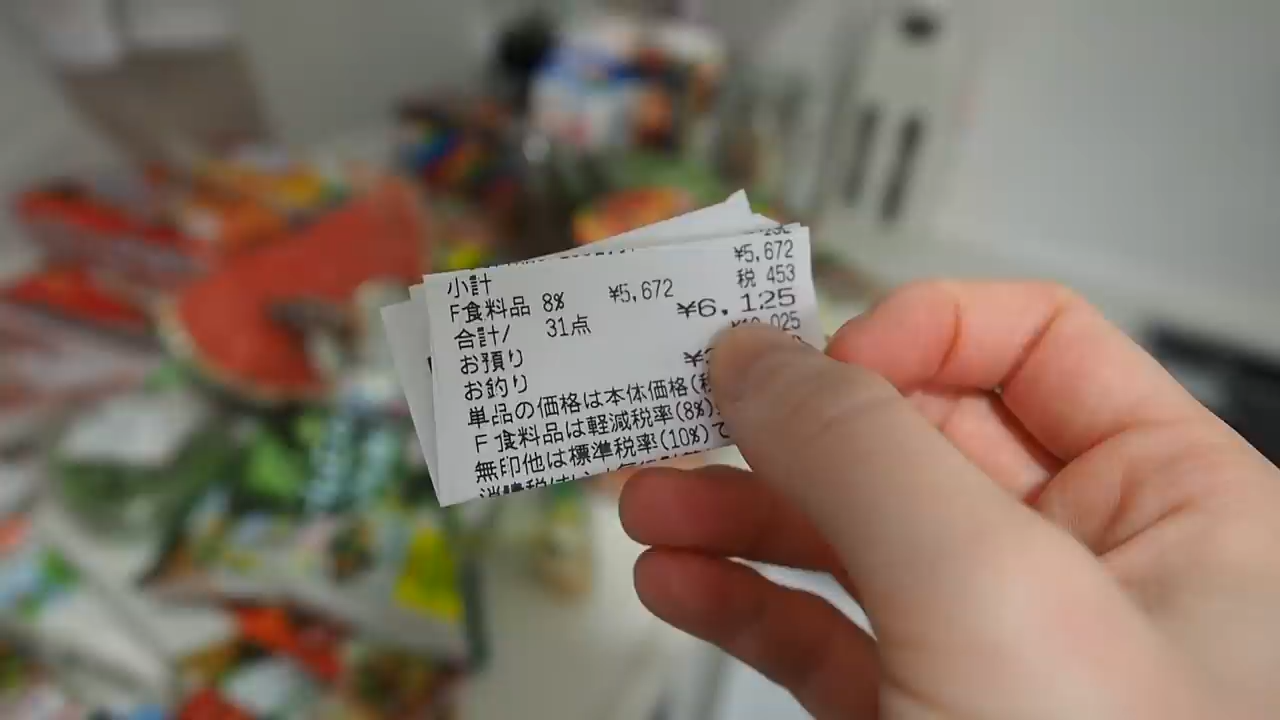 小計 ¥5,672
F食料品 8% ¥5,672 税 453
合計/ 31点 ¥6,125
お預り
お釣り
単品の価格は本体価格(
F食料品は軽減税率(8%)
無印他は標準税率(10%)で